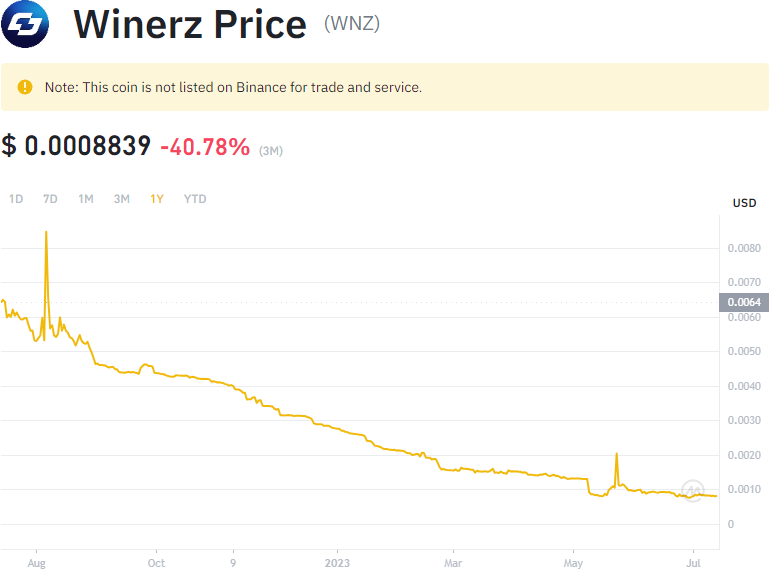 Winerz Price (WNZ)
Note: This coin is not listed on Binance for trade and service.
$ 0.0008839 -40.78% (3M)
1D 7D 1M 3M 1Y YTD
USD
0.0080
0.0070
0.0064
0.0060
0.0050
0.0040
0.0030
0.0020
0.0010
0
Aug Oct 9 2023 Mar May Jul